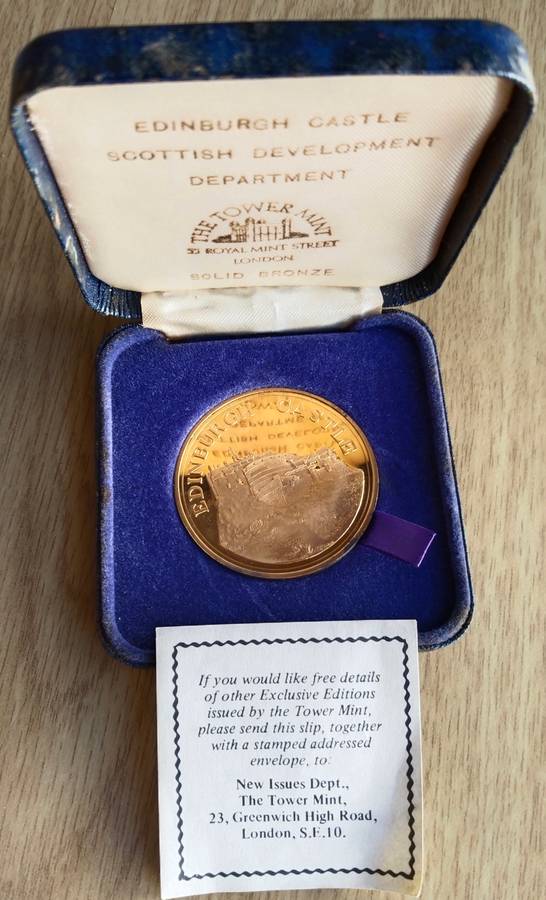 EDINBURGH CASTLE
SCOTTISH DEVELOPMENT
DEPARTMENT
THE TOWER MINT
ROYAL MINT STREET
LONDON
SOLID BRONZE
EDINBURGH CASTLE
If you would like free details
of other Exclusive Editions
issued by the Tower Mint,
please send this slip, together
with a stamped addressed
envelope, to:
New Issues Dept.,
The Tower Mint,
23, Greenwich High Road,
London, S.E.10.